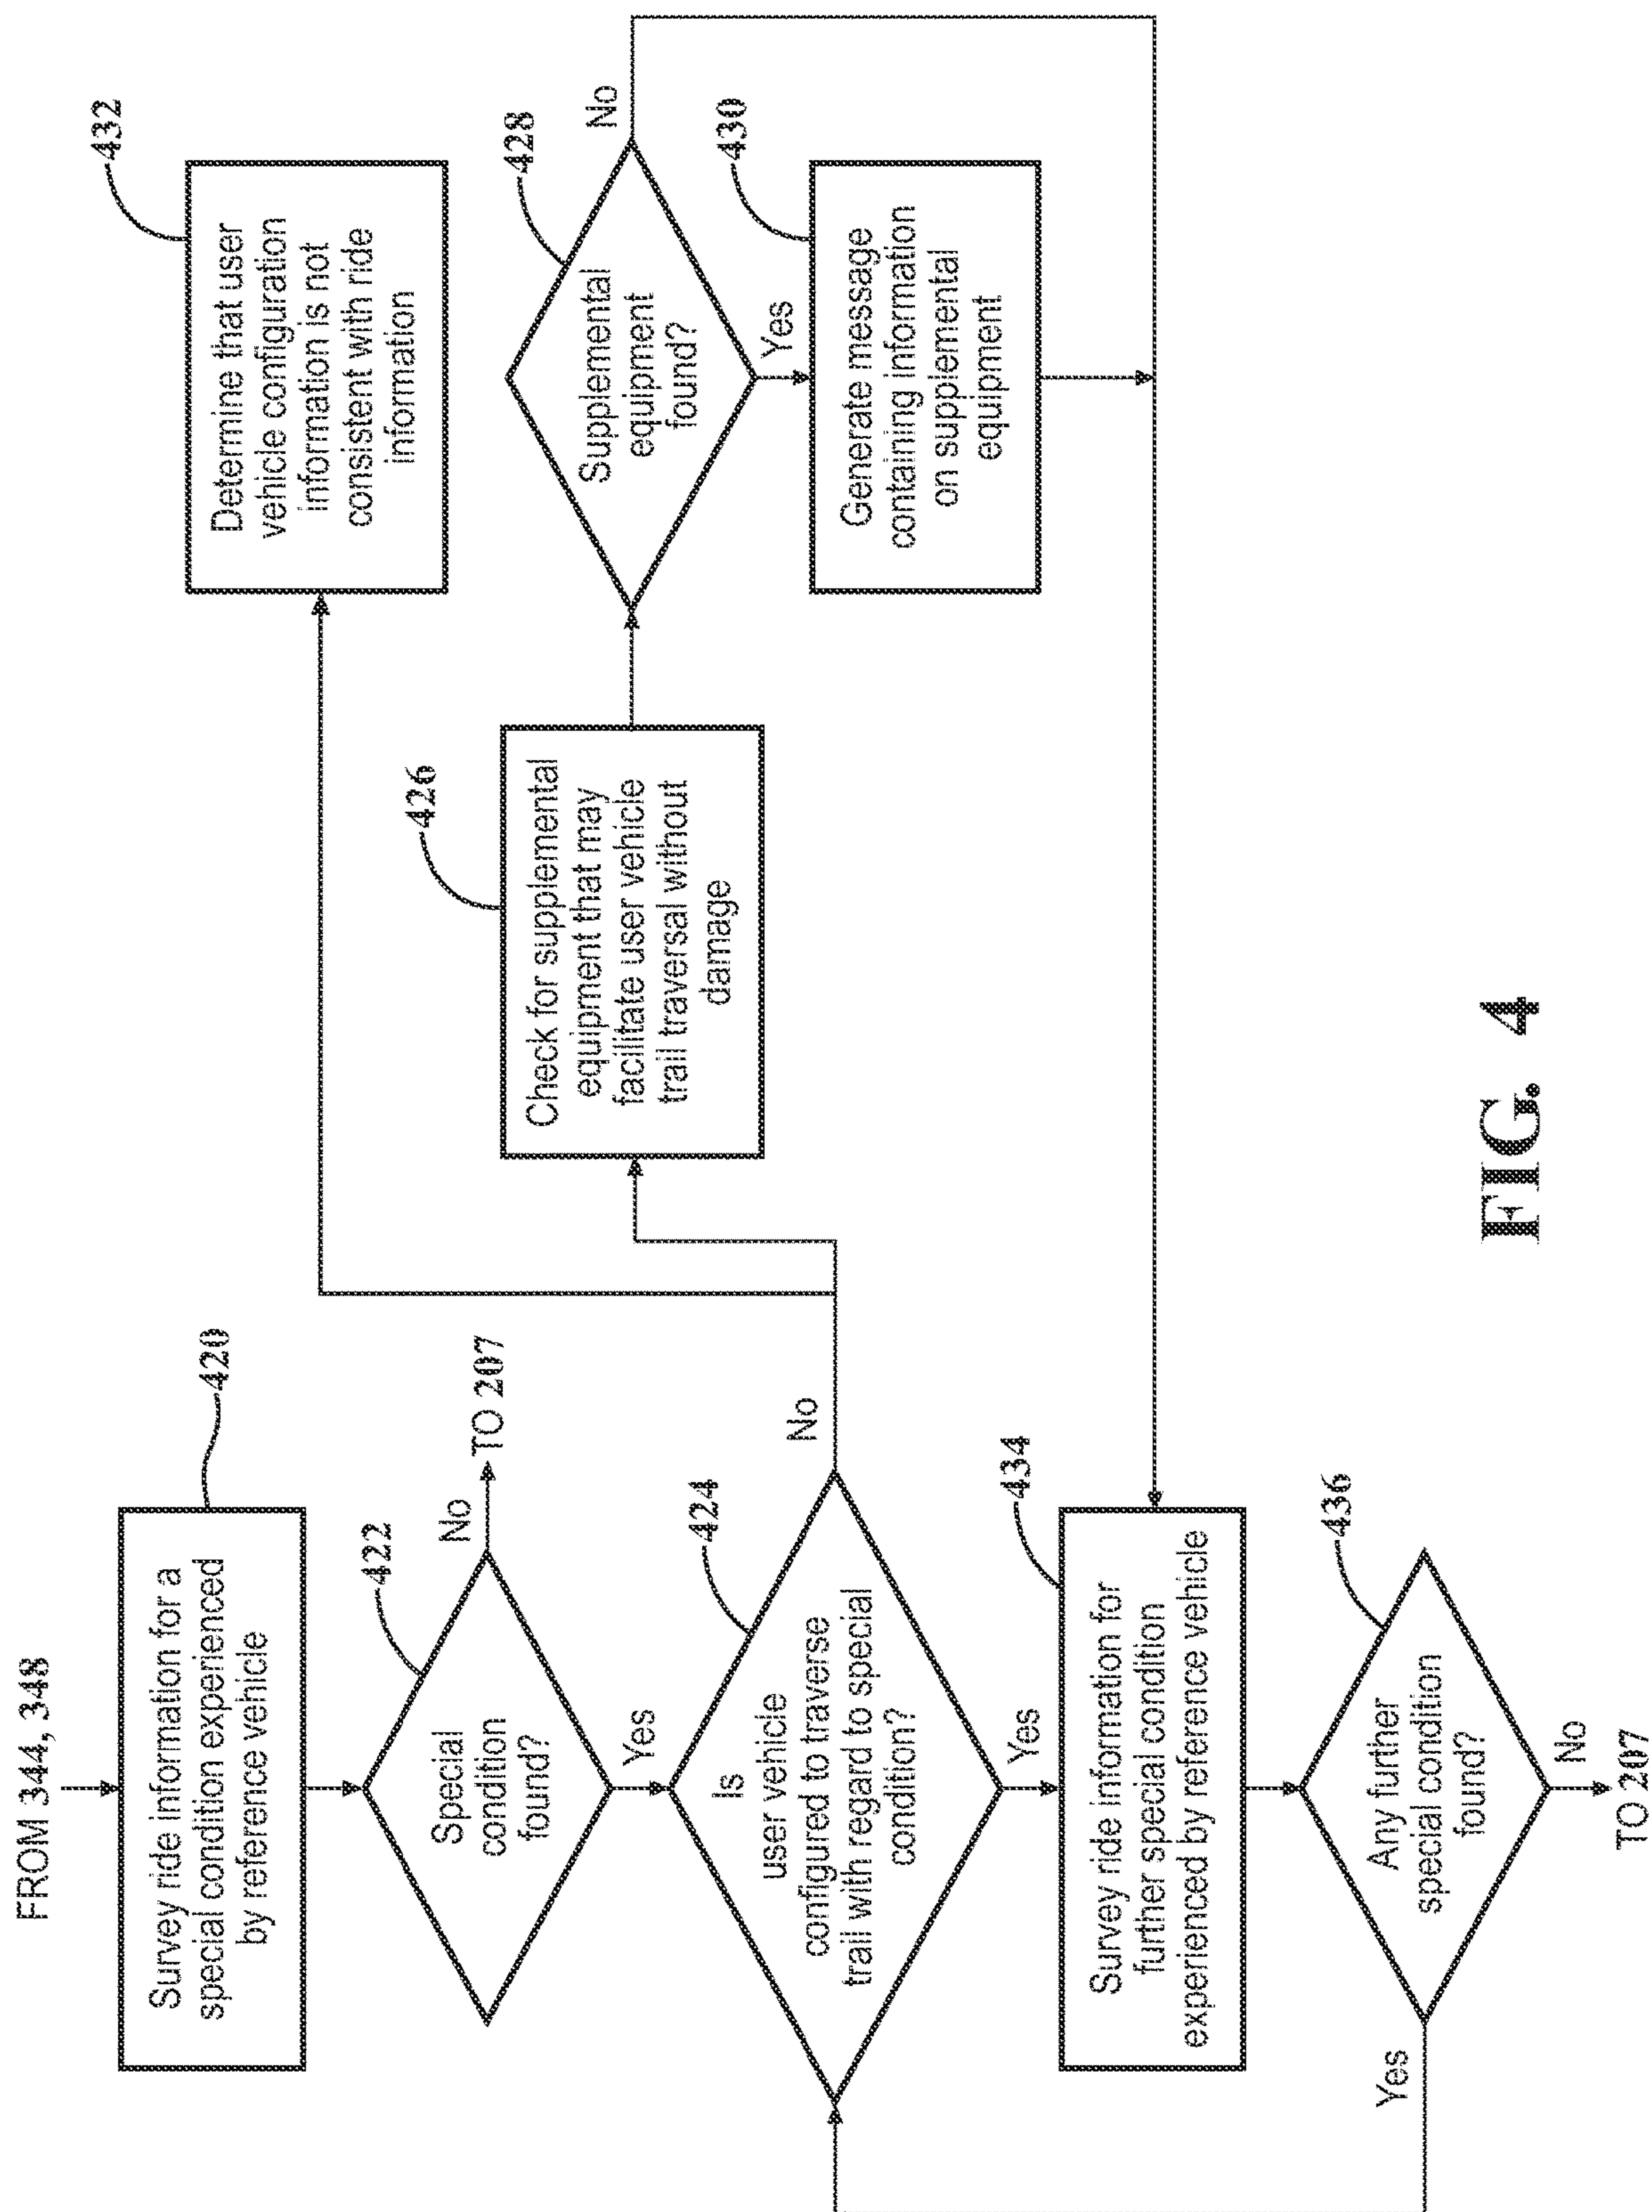 FROM 344, 348
Survey ride information for a
special condition experienced
by reference vehicle
420
Special
condition
found?
422
No
TO 207
Yes
Is
user vehicle
configured to traverse
trail with regard to special
condition?
424
No
Yes
Check for supplemental
equipment that may
facilitate user vehicle
trail traversal without
damage
426
Determine that user
vehicle configuration
information is not
consistent with ride
information
432
Supplemental
equipment
found?
428
No
Yes
Generate message
containing information
on supplemental
equipment
430
Survey ride information for
further special condition
experienced by reference vehicle
434
Any further
special condition
found?
436
Yes
No
TO 207
FIG. 4